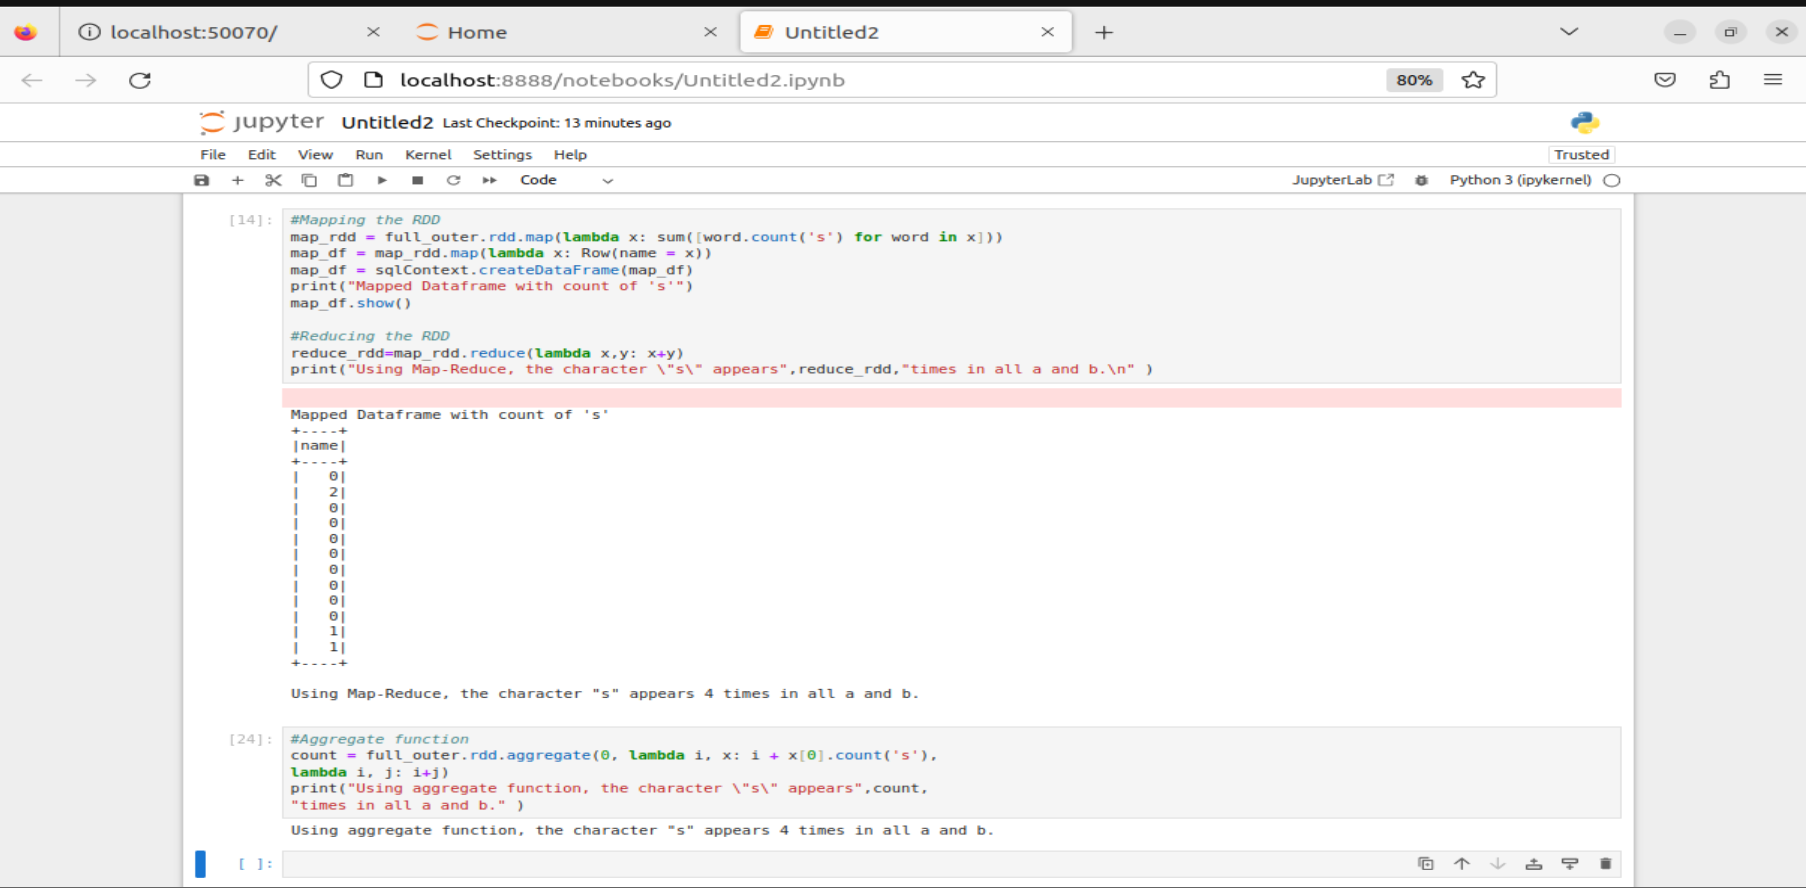 localhost:50070/
Home
Untitled2
localhost:8888/notebooks/Untitled2.ipynb
80%
jupyter Untitled2 Last Checkpoint: 13 minutes ago
File Edit View Run Kernel Settings Help
Trusted
Code
JupyterLab
Python 3 (ipykernel)
[14]:
#Mapping the RDD
map_rdd = full_outer.rdd.map(lambda x: sum([word.count('s') for word in x]))
map_df = map_rdd.map(lambda x: Row(name = x))
map_df = sqlContext.createDataFrame(map_df)
print("Mapped Dataframe with count of 's'")
map_df.show()
#Reducing the RDD
reduce_rdd=map_rdd.reduce(lambda x,y: x+y)
print("Using Map-Reduce, the character \"s\" appears",reduce_rdd,"times in all a and b.\n" )
Mapped Dataframe with count of 's'
+----+
|name|
+----+
|   0|
|   2|
|   0|
|   0|
|   0|
|   0|
|   0|
|   0|
|   0|
|   0|
|   1|
|   1|
+----+
Using Map-Reduce, the character "s" appears 4 times in all a and b.
[24]:
#Aggregate function
count = full_outer.rdd.aggregate(0, lambda i, x: i + x[0].count('s'),
lambda i, j: i+j)
print("Using aggregate function, the character \"s\" appears",count,
"times in all a and b." )
Using aggregate function, the character "s" appears 4 times in all a and b.
[ ]: